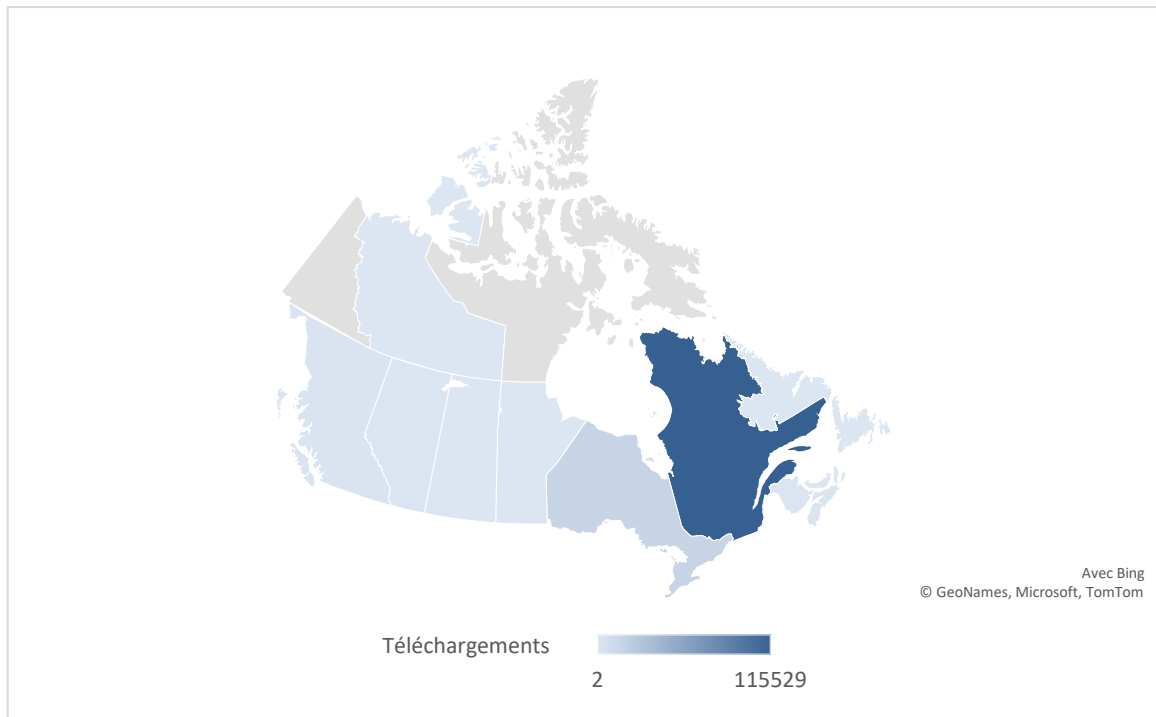 Avec Bing
© GeoNames, Microsoft, TomTom
Téléchargements
2
115529